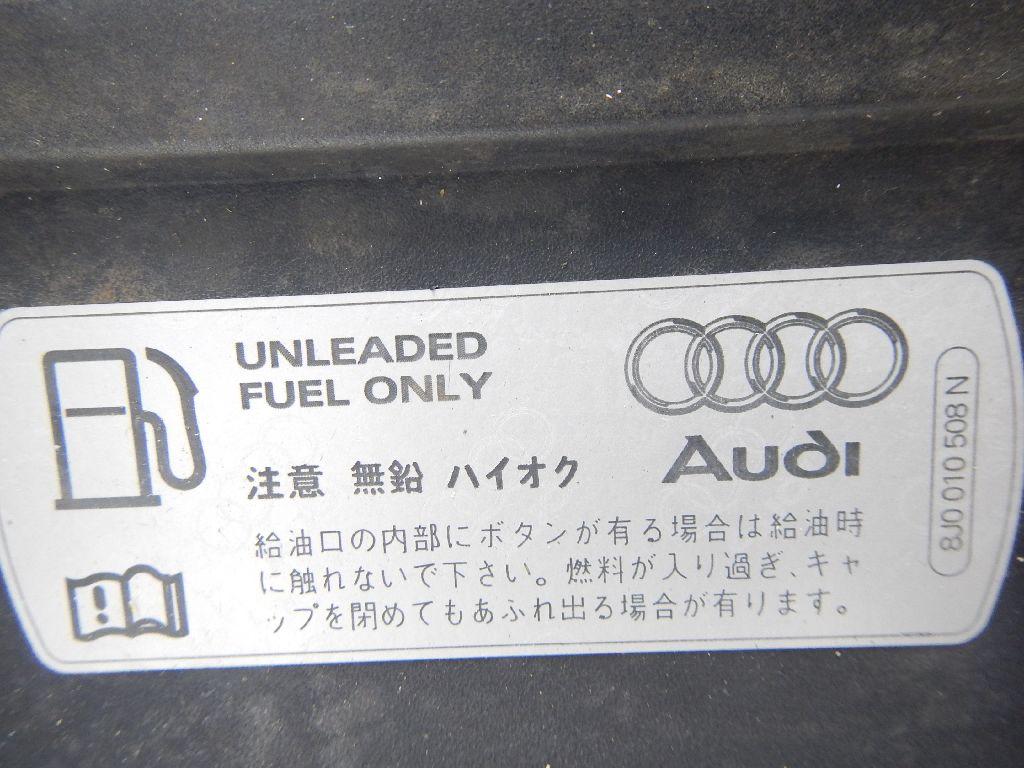 UNLEADED
FUEL ONLY
Audi
注意 無鉛 ハイオク
給油口の内部にボタンが有る場合は給油時
に触れないで下さい。燃料が入り過ぎ、キャ
ップを閉めてもあふれ出る場合が有ります。
8J0 010 508 N